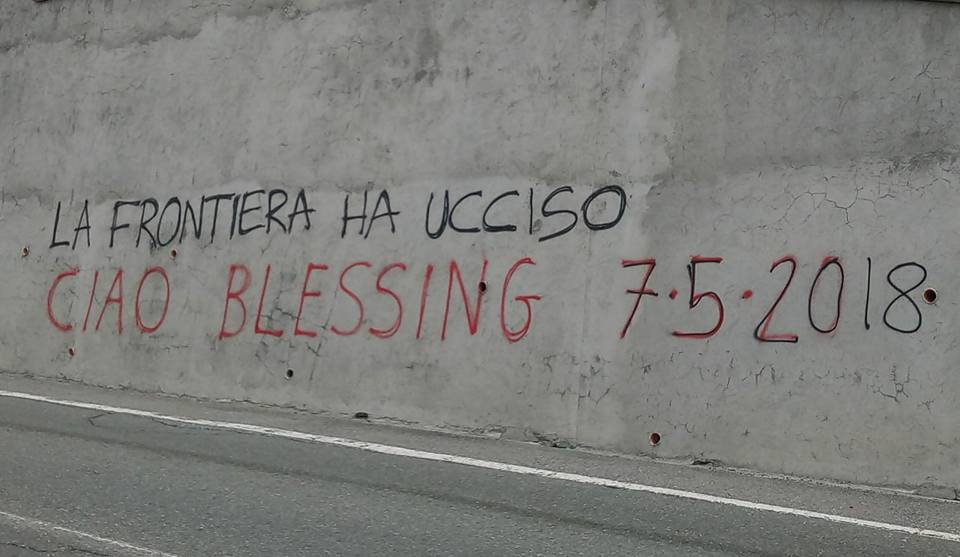 LA FRONTIERA HA UCCISO
CIAO BLESSING 7·5·2018